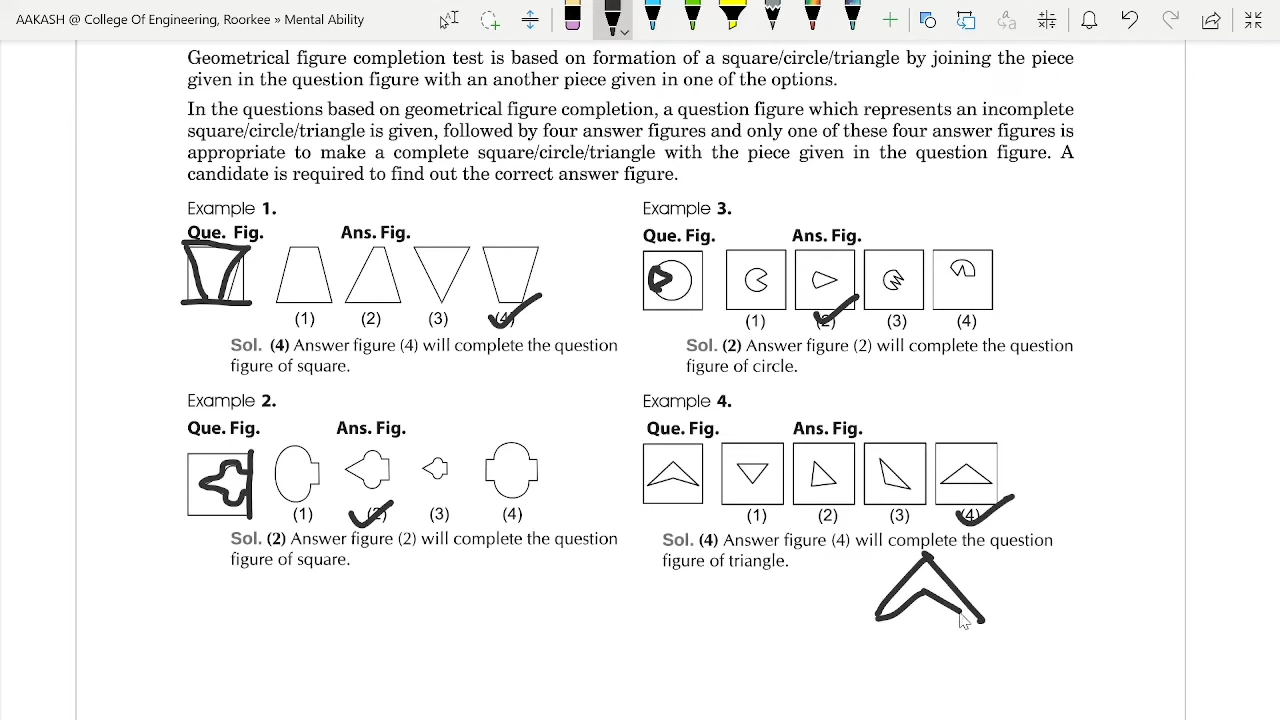 AAKASH @ College Of Engineering, Roorkee » Mental Ability
Geometrical figure completion test is based on formation of a square/circle/triangle by joining the piece
given in the question figure with an another piece given in one of the options.
In the questions based on geometrical figure completion, a question figure which represents an incomplete
square/circle/triangle is given, followed by four answer figures and only one of these four answer figures is
appropriate to make a complete square/circle/triangle with the piece given in the question figure. A
candidate is required to find out the correct answer figure.
Example 1.
Que. Fig. Ans. Fig.
(1) (2) (3) (4)
Sol. (4) Answer figure (4) will complete the question
figure of square.
Example 2.
Que. Fig. Ans. Fig.
(1) (2) (3) (4)
Sol. (2) Answer figure (2) will complete the question
figure of square.
Example 3.
Que. Fig. Ans. Fig.
(1) (2) (3) (4)
Sol. (2) Answer figure (2) will complete the question
figure of circle.
Example 4.
Que. Fig. Ans. Fig.
(1) (2) (3) (4)
Sol. (4) Answer figure (4) will complete the question
figure of triangle.